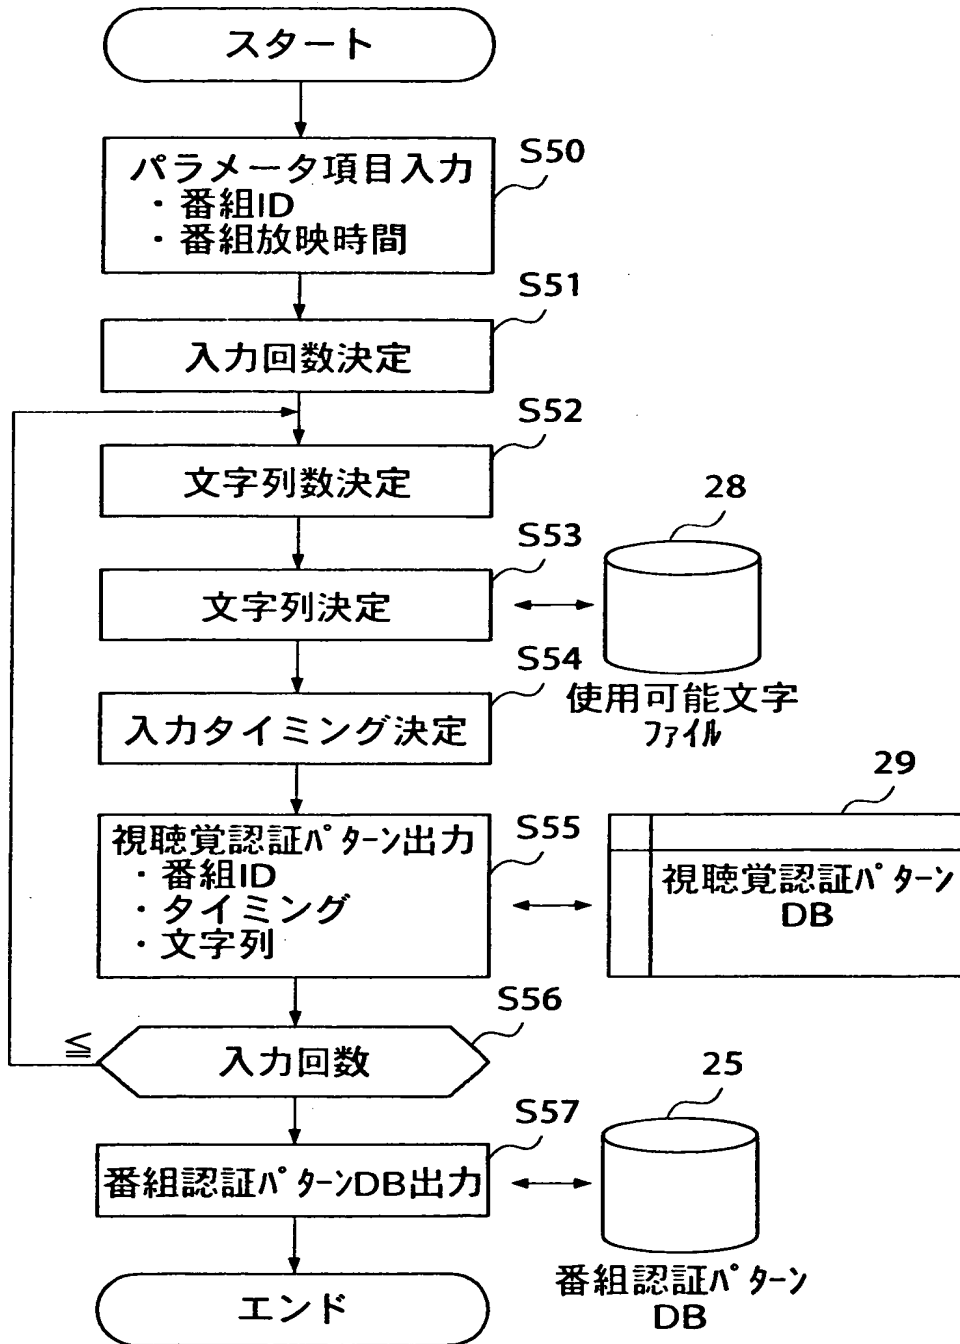 スタート
S50
パラメータ項目入力
・番組ID
・番組放映時間
S51
入力回数決定
S52
文字列数決定
S53
28
文字列決定
使用可能文字
ファイル
S54
入力タイミング決定
S55
29
視聴覚認証パターン出力
・番組ID
・タイミング
・文字列
視聴覚認証パターン
DB
S56
≦
入力回数
S57
25
番組認証パターンDB出力
番組認証パターン
DB
エンド